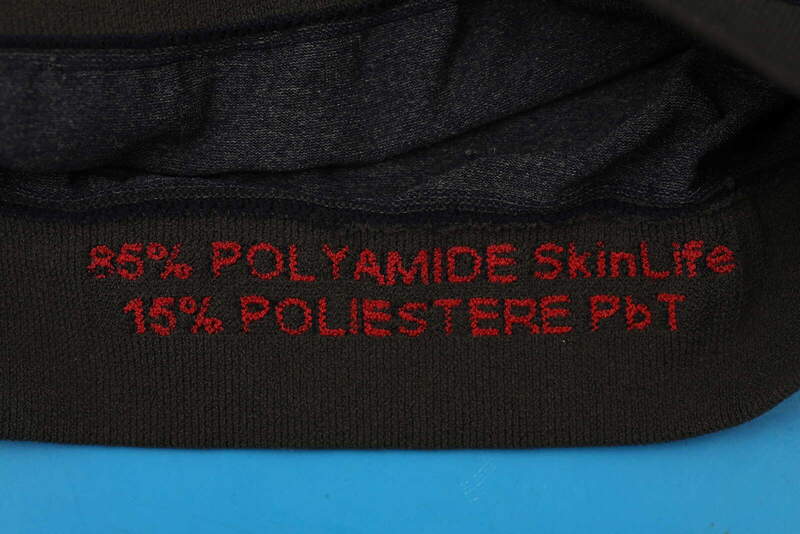 85% POLYAMIDE SkinLife
15% POLIESTERE PbT